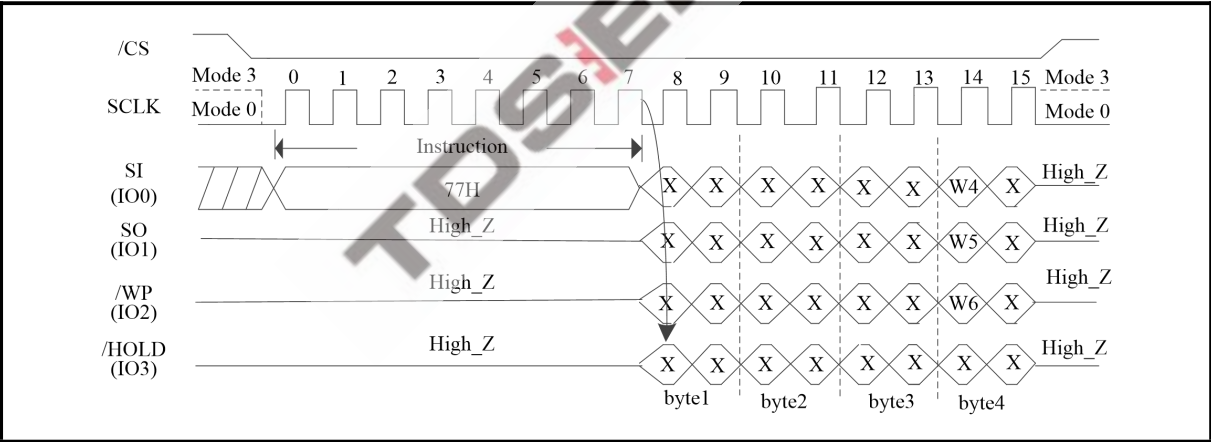 /CS
Mode 3 0 1 2 3 4 5 6 7 8 9 10 11 12 13 14 15 Mode 3
SCLK Mode 0 Mode 0
Instruction
SI
(IO0) 77H X X X X X X W4 X High_Z
SO
(IO1) High_Z X X X X X X W5 X High_Z
/WP
(IO2) High_Z X X X X X X W6 X High_Z
/HOLD
(IO3) High_Z X X X X X X X X High_Z
byte1 byte2 byte3 byte4